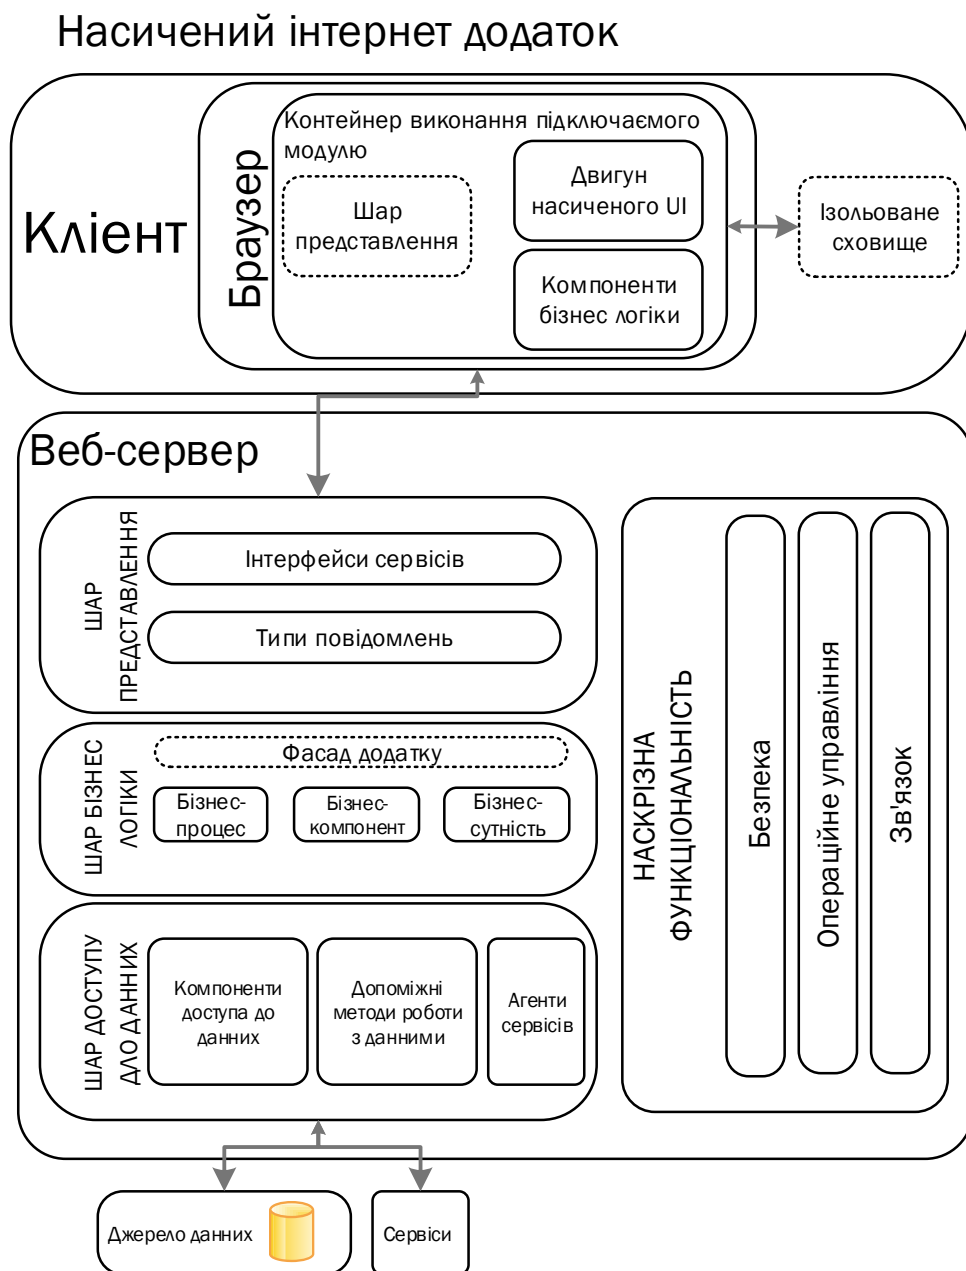 Насичений інтернет додаток
Клієнт
Браузер
Контейнер виконання підключаємого
модулю
Шар
представлення
Двигун
насиченого UI
Компоненти
бізнес логіки
Ізольоване
сховище
Веб-сервер
ШАР
ПРЕДСТАВЛЕННЯ
Інтерфейси сервісів
Типи повідомлень
ШАР БІЗНЕС
ЛОГІКИ
Фасад додатку
Бізнес-
процес
Бізнес-
компонент
Бізнес-
сутність
ШАР ДОСТУПУ
ДЛО ДАННИХ
Компоненти
доступа до
данних
Допоміжні
методи роботи
з данними
Агенти
сервісів
НАСКРІЗНА
ФУНКЦІОНАЛЬНІСТЬ
Безпека
Операційне управління
Зв'язок
Джерело данних
Сервіси